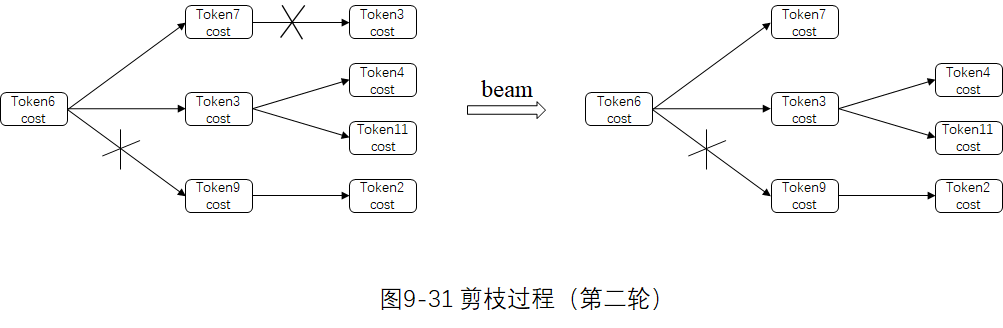 Token7
cost
Token3
cost
Token4
cost
Token6
cost
Token3
cost
Token11
cost
Token9
cost
Token2
cost
beam
Token7
cost
Token4
cost
Token6
cost
Token3
cost
Token11
cost
Token9
cost
Token2
cost
图9-31 剪枝过程（第二轮）